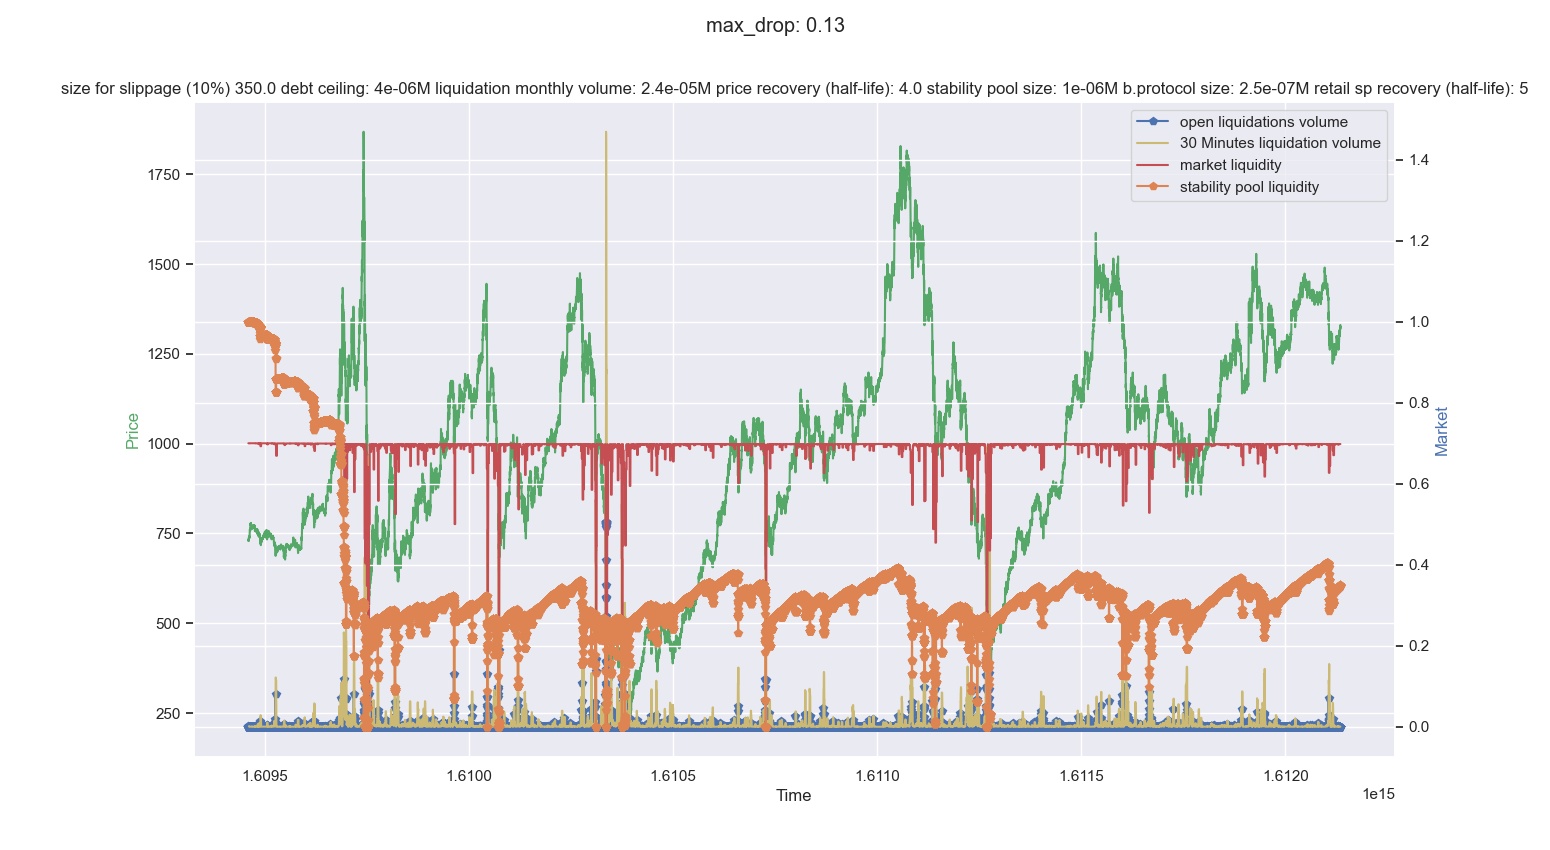 max_drop: 0.13
size for slippage (10%) 350.0 debt ceiling: 4e-06M liquidation monthly volume: 2.4e-05M price recovery (half-life): 4.0 stability pool size: 1e-06M b.protocol size: 2.5e-07M retail sp recovery (half-life): 5
open liquidations volume
30 Minutes liquidation volume
market liquidity
stability pool liquidity
1750
1500
1250
1000
750
500
250
Price
1.4
1.2
1.0
0.8
0.6
0.4
0.2
0.0
Market
1.6095 1.6100 1.6105 1.6110 1.6115 1.6120
1e15
Time